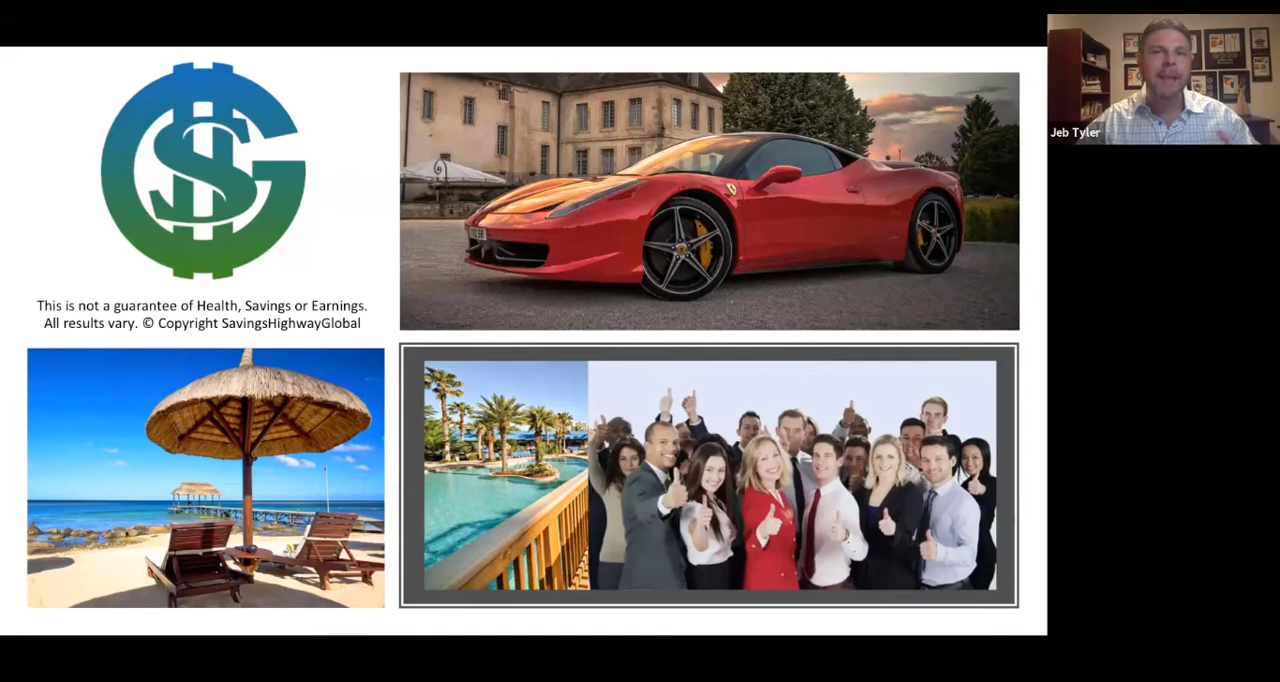 This is not a guarantee of Health, Savings or Earnings.
All results vary. © Copyright SavingsHighwayGlobal
Jeb Tyler